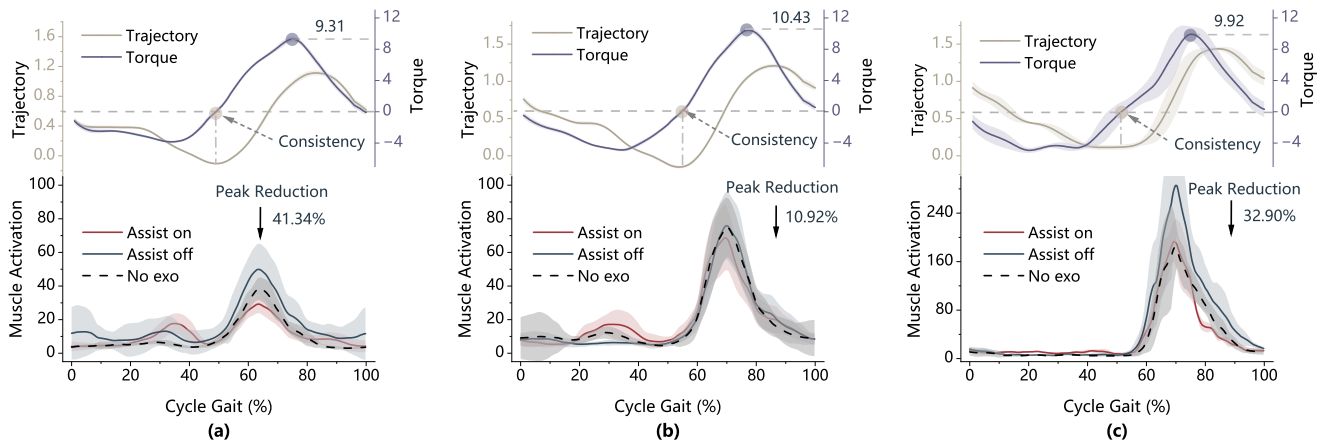 9.31
12
8
4
0
−4
Torque
1.6
1.2
0.8
0.4
0.0
Trajectory
Trajectory
Torque
Consistency
100
80
60
40
20
0
Muscle Activation
Peak Reduction
41.34%
Assist on
Assist off
No exo
0 20 40 60 80 100
Cycle Gait (%)
(a)
10.43
12
8
4
0
−4
Torque
1.5
1.0
0.5
0.0
Trajectory
Trajectory
Torque
Consistency
100
80
60
40
20
0
Muscle Activation
Peak Reduction
10.92%
Assist on
Assist off
No exo
0 20 40 60 80 100
Cycle Gait (%)
(b)
9.92
12
8
4
0
−4
Torque
1.5
1.0
0.5
0.0
Trajectory
Trajectory
Torque
Consistency
240
160
80
0
Muscle Activation
Peak Reduction
32.90%
Assist on
Assist off
No exo
0 20 40 60 80 100
Cycle Gait (%)
(c)